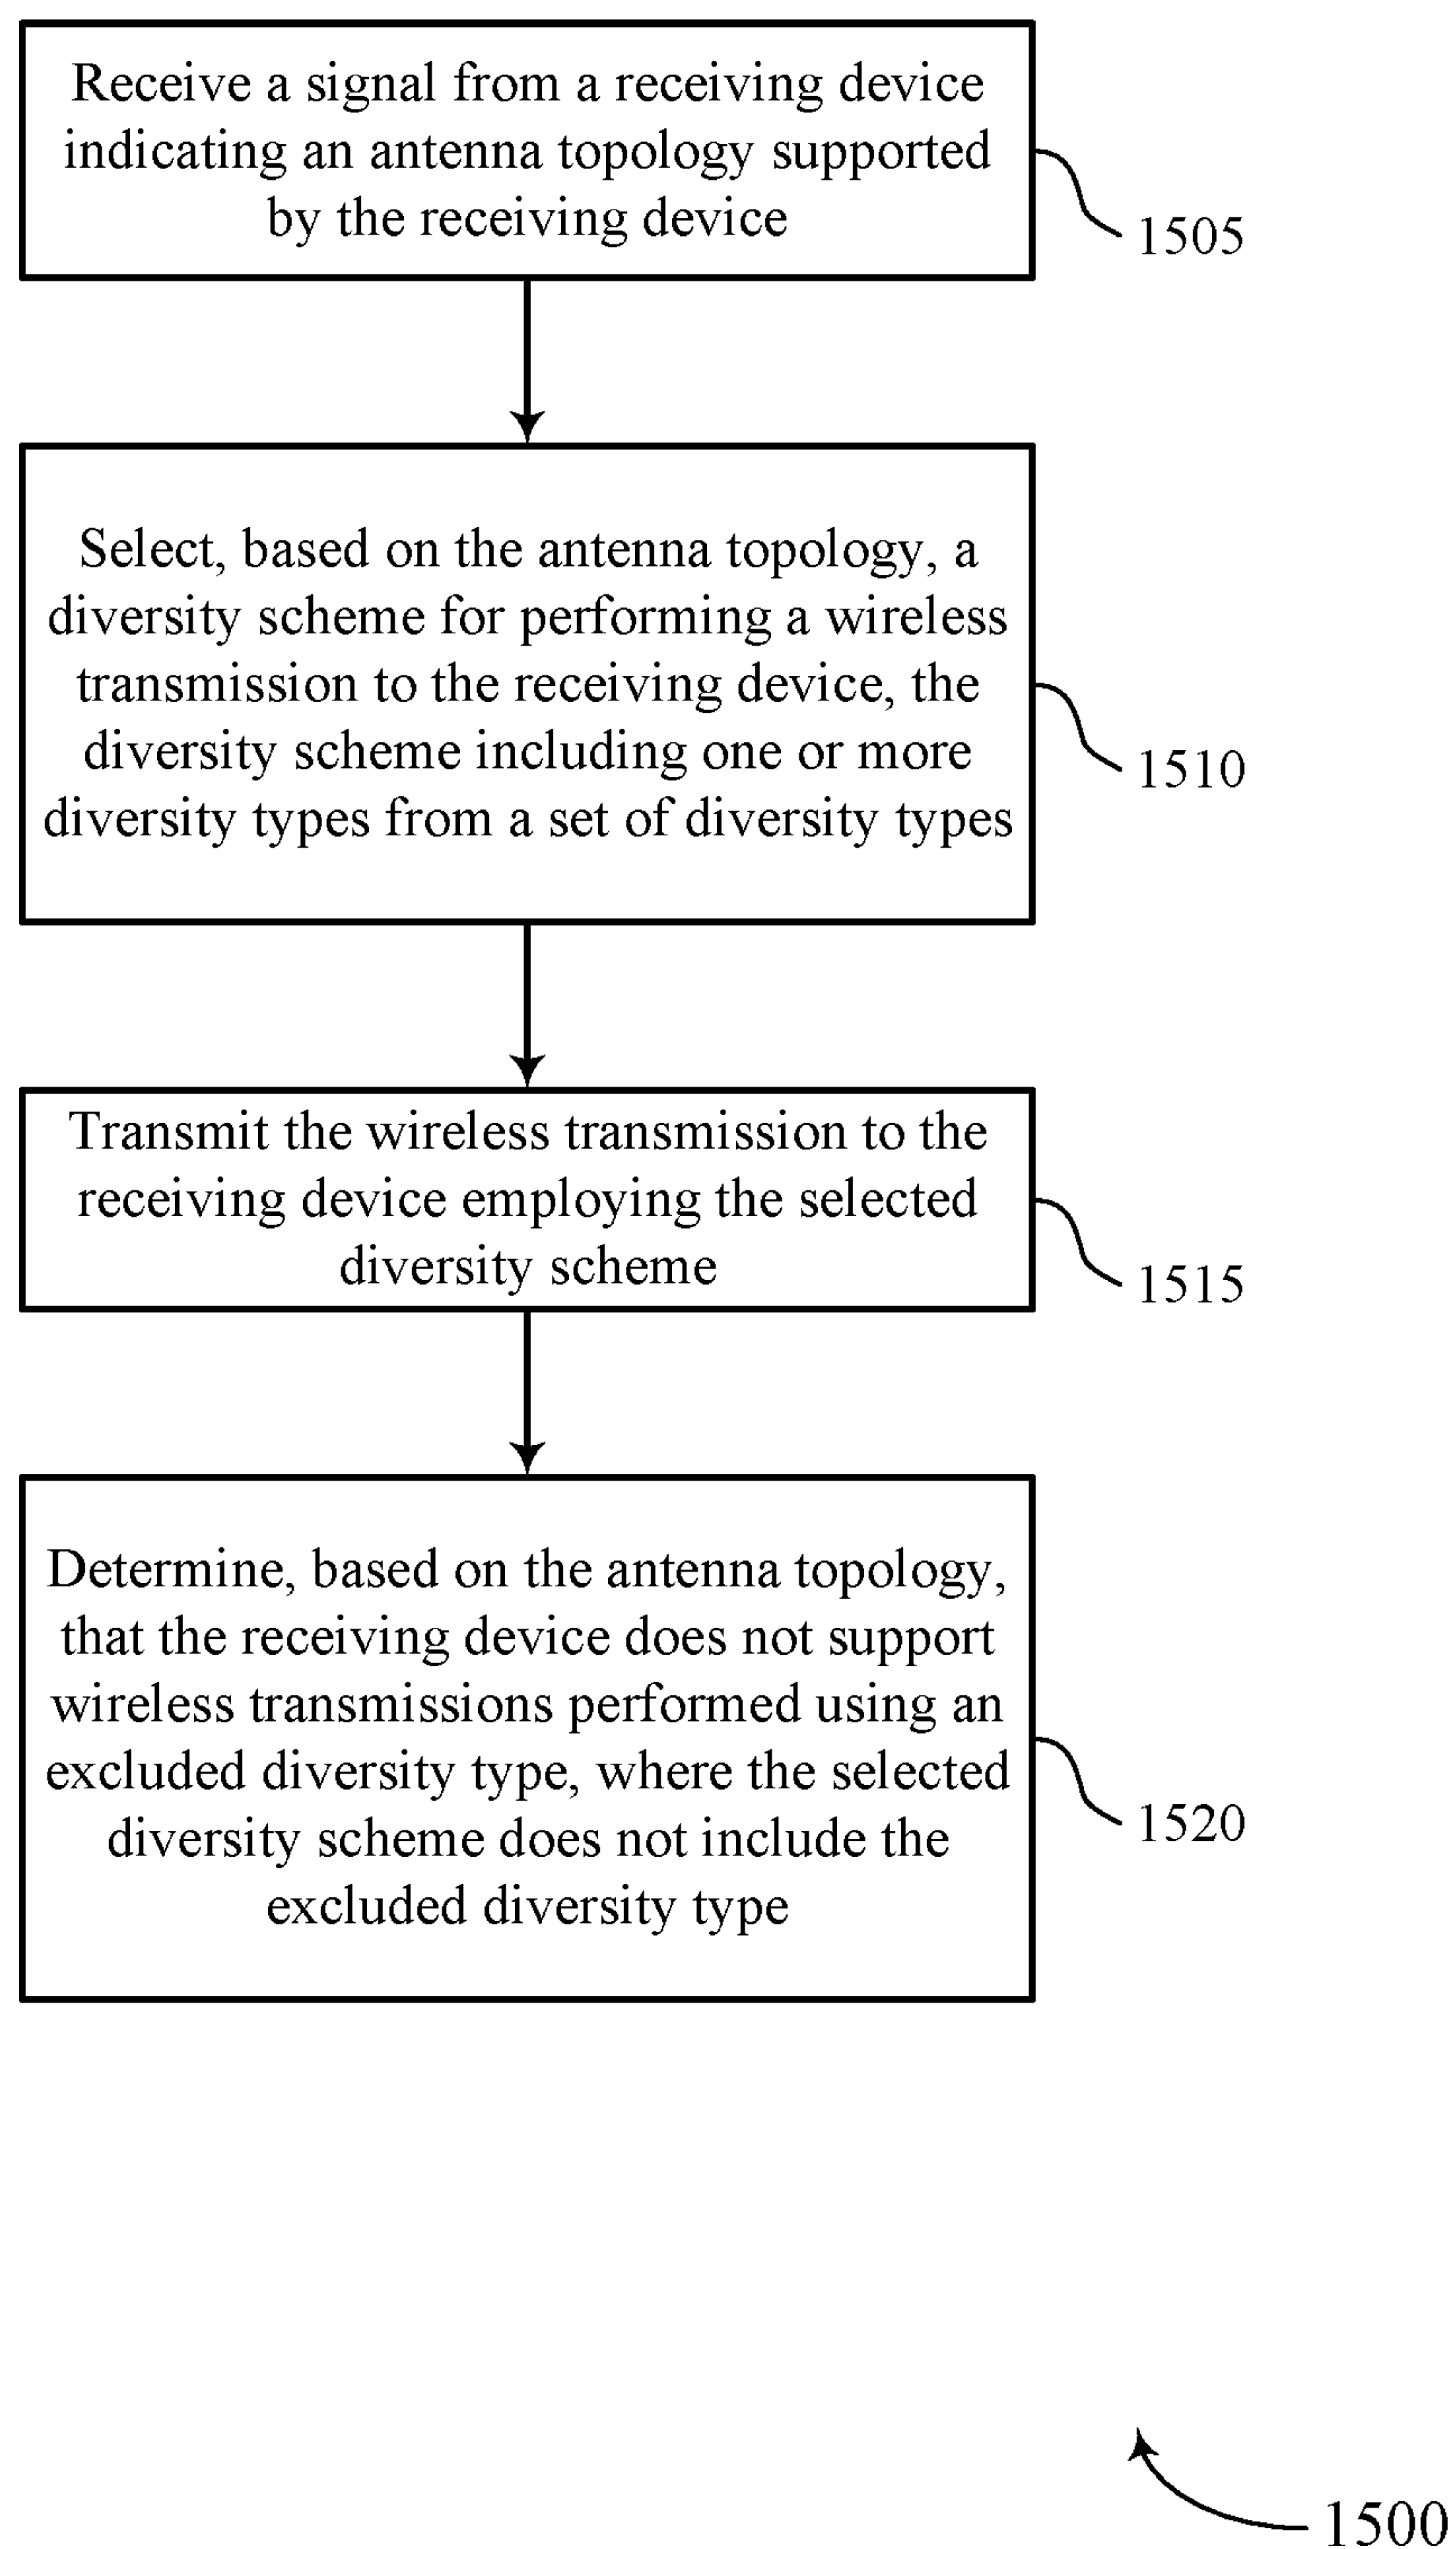 Receive a signal from a receiving device
indicating an antenna topology supported
by the receiving device
1505
Select, based on the antenna topology, a
diversity scheme for performing a wireless
transmission to the receiving device, the
diversity scheme including one or more
diversity types from a set of diversity types
1510
Transmit the wireless transmission to the
receiving device employing the selected
diversity scheme
1515
Determine, based on the antenna topology,
that the receiving device does not support
wireless transmissions performed using an
excluded diversity type, where the selected
diversity scheme does not include the
excluded diversity type
1520
1500